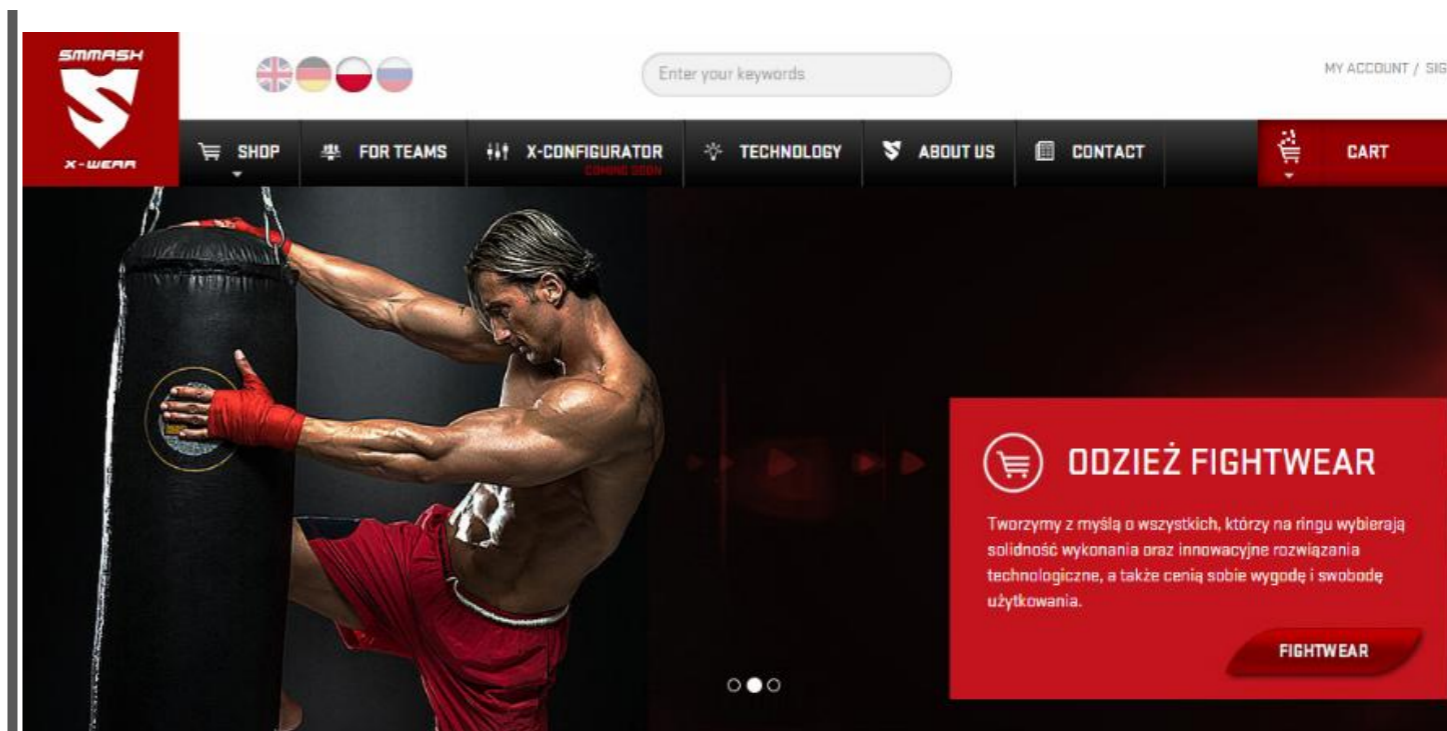 SMMASH
X-WEAR
Enter your keywords
MY ACCOUNT / SIG
SHOP
FOR TEAMS
X-CONFIGURATOR
COMING SOON
TECHNOLOGY
ABOUT US
CONTACT
CART
ODZIEŻ FIGHTWEAR
Tworzymy z myślą o wszystkich, którzy na ringu wybierają
solidność wykonania oraz innowacyjne rozwiązania
technologiczne, a także cenią sobie wygodę i swobodę
użytkowania.
FIGHTWEAR